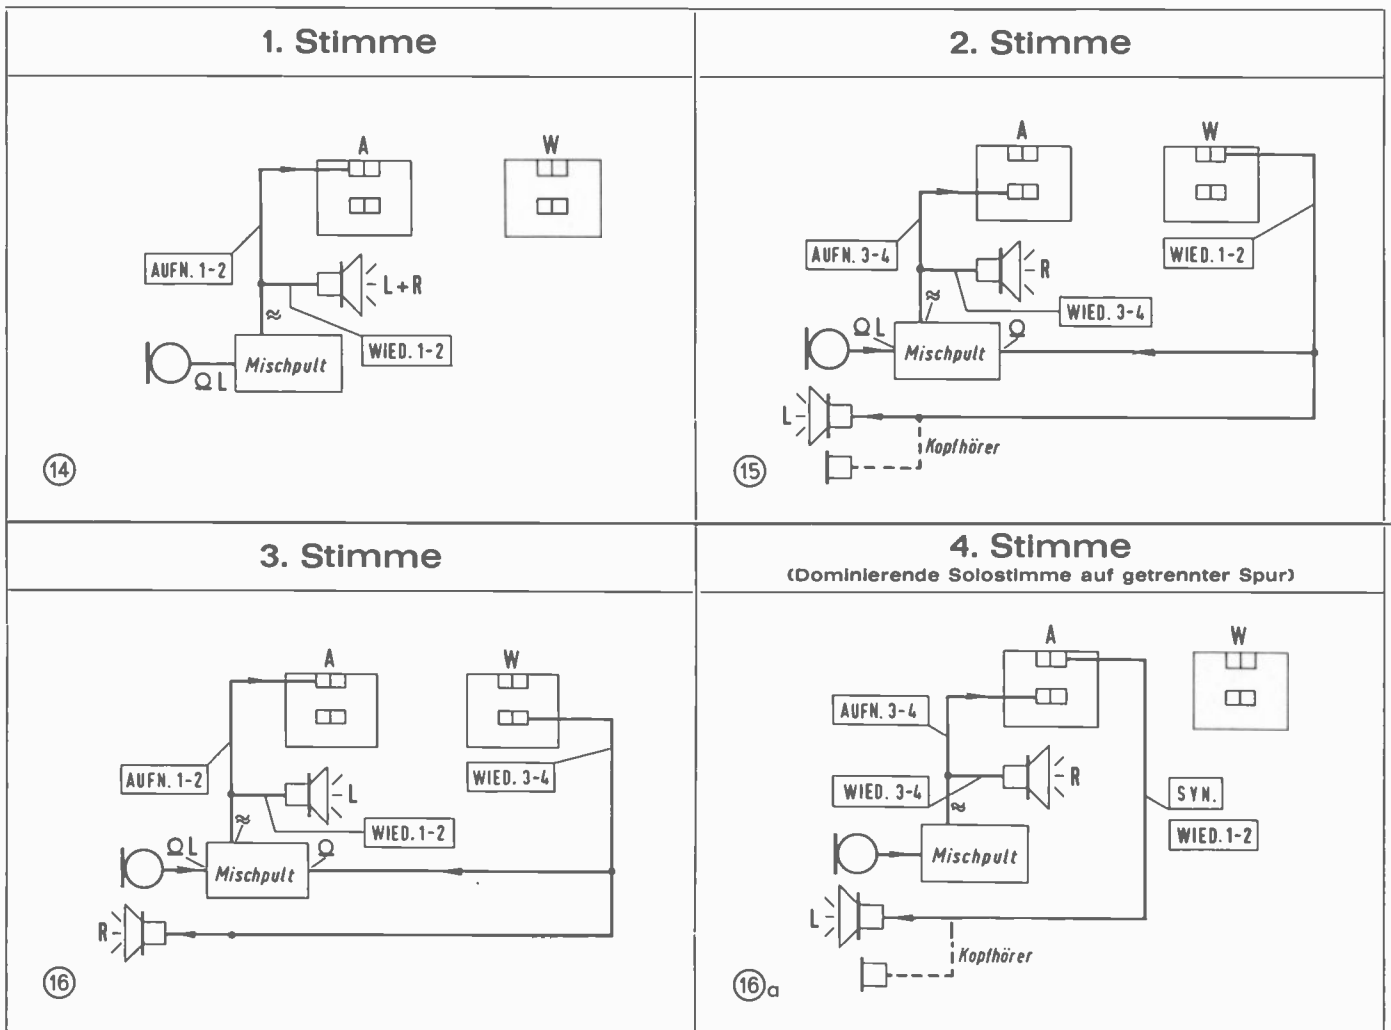 1. Stimme
A
W
AUFN. 1-2
L+R
≈
WIED. 1-2
Mischpult
Ω L
14
2. Stimme
A
W
AUFN. 3-4
R
WIED. 1-2
≈
WIED. 3-4
Ω L
Mischpult
Ω
L
Kopfhörer
15
3. Stimme
A
W
AUFN. 1-2
L
WIED. 3-4
≈
WIED. 1-2
Ω L
Mischpult
Ω
R
16
4. Stimme
(Dominierende Solostimme auf getrennter Spur)
A
W
AUFN. 3-4
R
WIED. 3-4
≈
SYN.
WIED. 1-2
Mischpult
L
Kopfhörer
16a